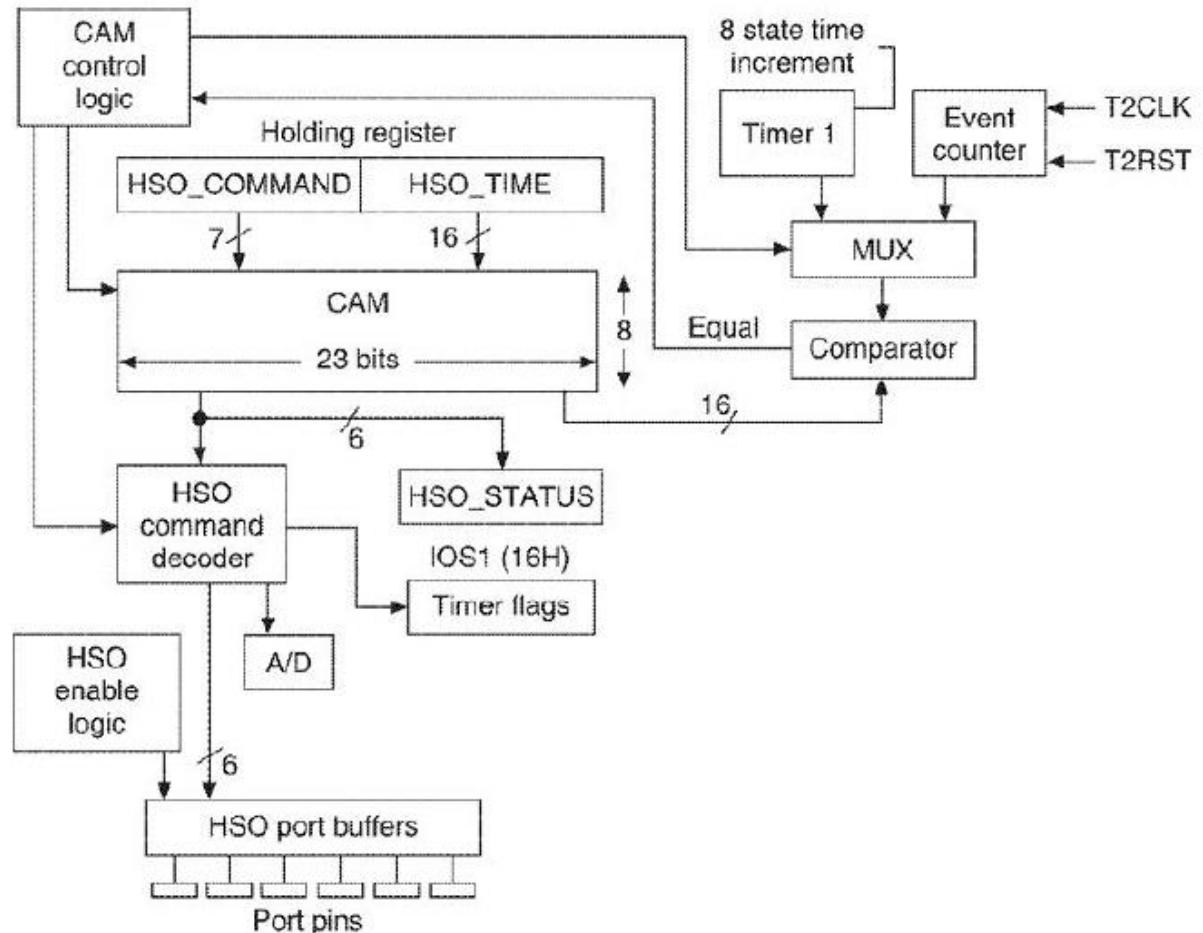 CAM
control
logic
8 state time
increment
Timer 1
Event
counter
T2CLK
T2RST
Holding register
HSO_COMMAND
HSO_TIME
7
16
MUX
CAM
8
Equal
Comparator
23 bits
16
6
HSO
command
decoder
HSO_STATUS
IOS1 (16H)
Timer flags
A/D
HSO
enable
logic
6
HSO port buffers
Port pins